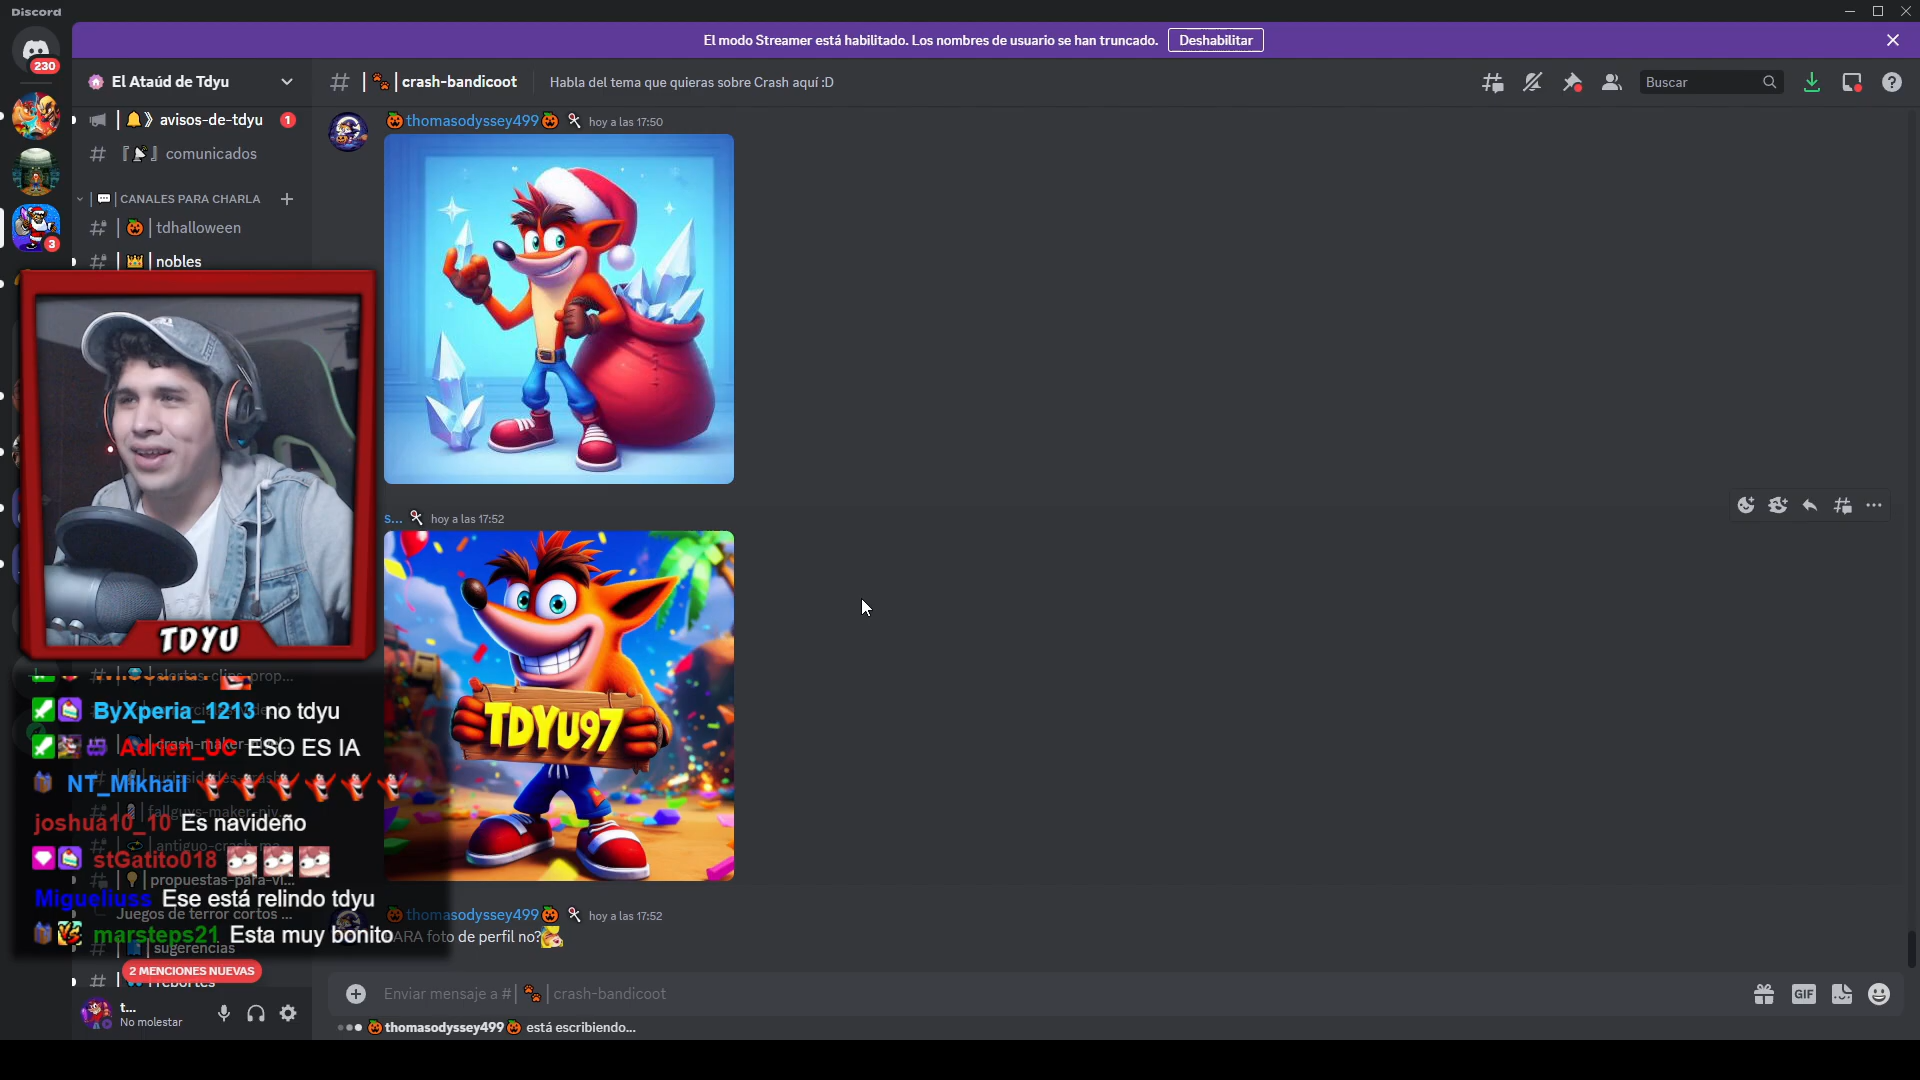 Discord
230
El modo Streamer está habilitado. Los nombres de usuario se han truncado.
Deshabilitar
El Ataúd de Tdyu
crash-bandicoot
Habla del tema que quieras sobre Crash aquí :D
Buscar
avisos-de-tdyu
1
comunicados
CANALES PARA CHARLA
tdhalloween
nobles
3
TDYU
thomasodyssey499
hoy a las 17:50
s...
hoy a las 17:52
TDYU97
thomasodyssey499
hoy a las 17:52
foto de perfil no?
ByXperia_1213 no tdyu
Adrien_UC ESO ES IA
NT_Mikhail
joshua10_10 Es navideño
stGatito018
propuestas-para-vi...
Migueliuss Ese está relindo tdyu
Juegos de terror cortos ...
marsteps21 Esta muy bonito
sugerencias
2 MENCIONES NUEVAS
t...
No molestar
Enviar mensaje a #
crash-bandicoot
GIF
thomasodyssey499 está escribiendo...